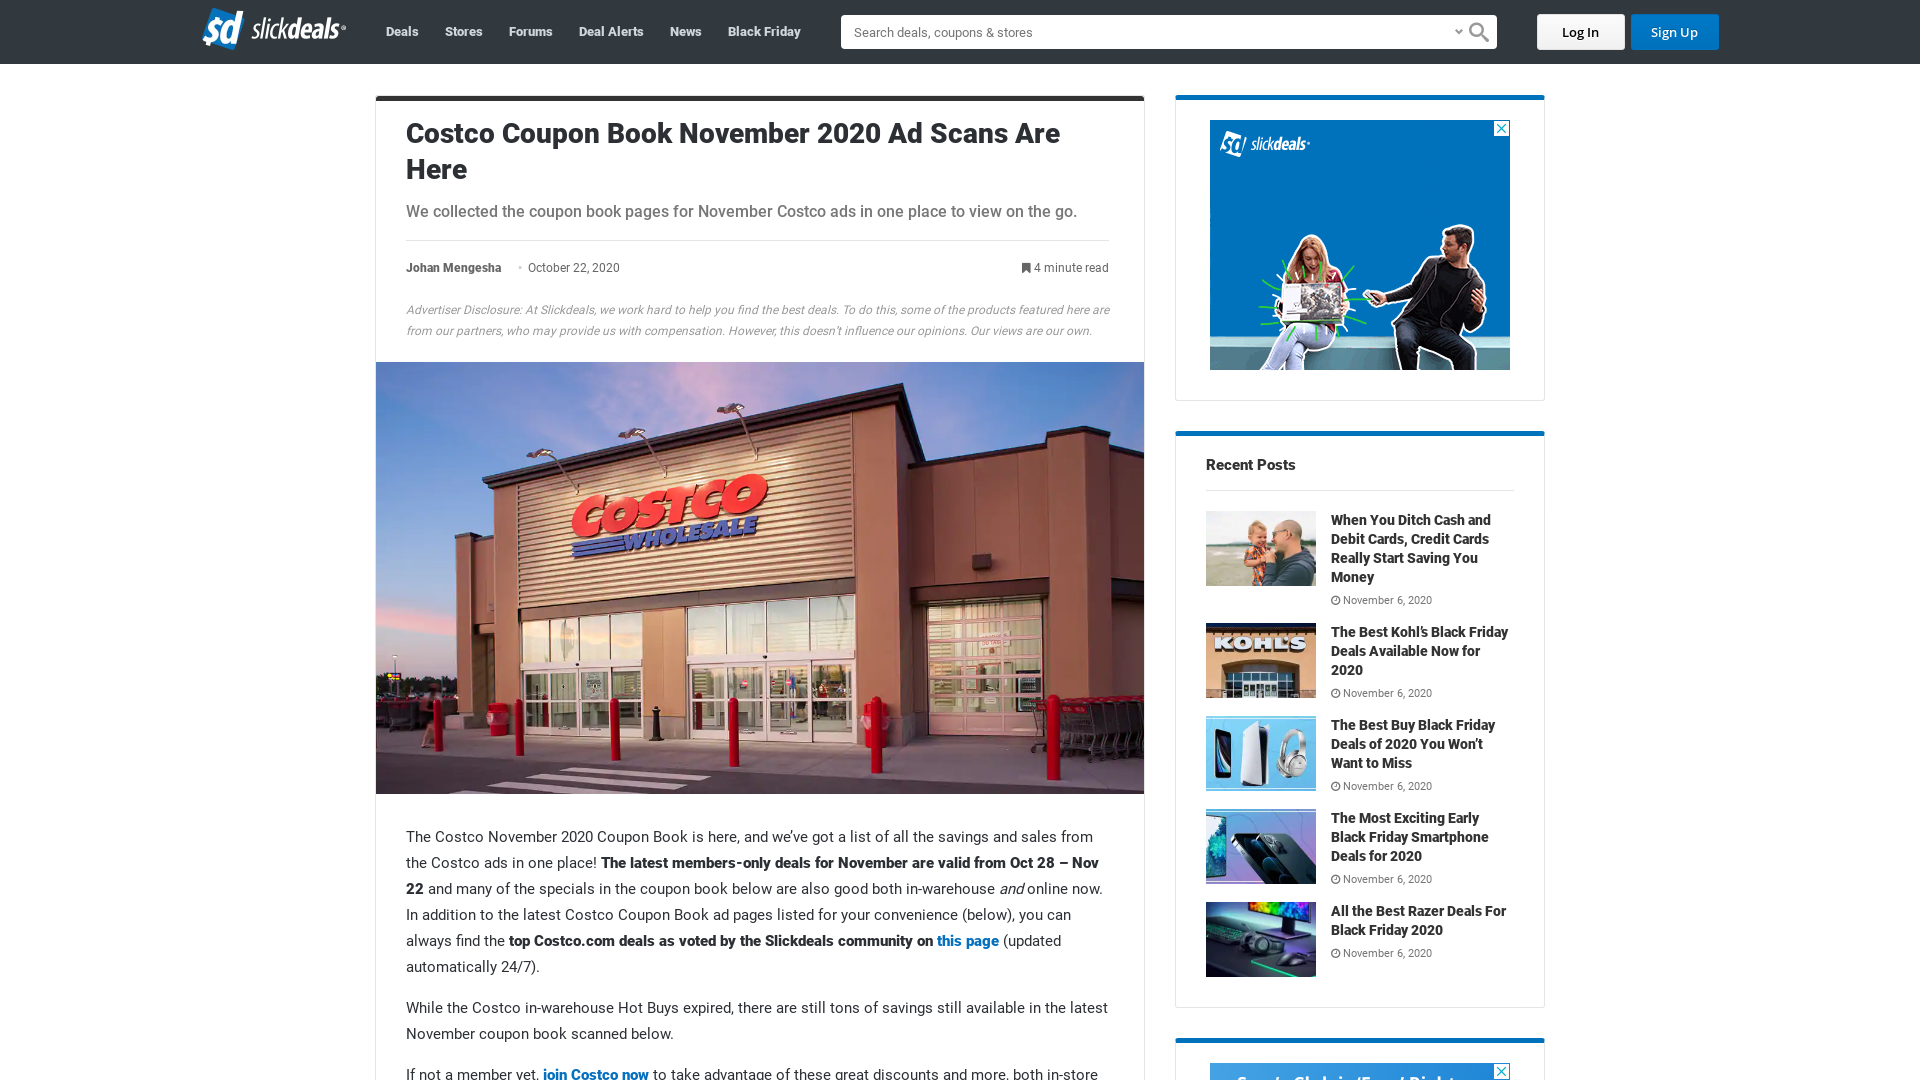 slickdeals
Deals
Stores
Forums
Deal Alerts
News
Black Friday
Search deals, coupons & stores
Log In
Sign Up
Costco Coupon Book November 2020 Ad Scans Are
Here
We collected the coupon book pages for November Costco ads in one place to view on the go.
Johan Mengesha
• October 22, 2020
4 minute read
Advertiser Disclosure: At Slickdeals, we work hard to help you find the best deals. To do this, some of the products featured here are
from our partners, who may provide us with compensation. However, this doesn't influence our opinions. Our views are our own.
COSTCO
WHOLESALE
The Costco November 2020 Coupon Book is here, and we’ve got a list of all the savings and sales from
the Costco ads in one place! The latest members-only deals for November are valid from Oct 28 – Nov
22 and many of the specials in the coupon book below are also good both in-warehouse and online now.
In addition to the latest Costco Coupon Book ad pages listed for your convenience (below), you can
always find the top Costco.com deals as voted by the Slickdeals community on this page (updated
automatically 24/7).
While the Costco in-warehouse Hot Buys expired, there are still tons of savings still available in the latest
November coupon book scanned below.
If not a member yet, join Costco now to take advantage of these great discounts and more, both in-store
slickdeals
Recent Posts
When You Ditch Cash and
Debit Cards, Credit Cards
Really Start Saving You
Money
November 6, 2020
KOHL'S
The Best Kohl’s Black Friday
Deals Available Now for
2020
November 6, 2020
The Best Buy Black Friday
Deals of 2020 You Won’t
Want to Miss
November 6, 2020
The Most Exciting Early
Black Friday Smartphone
Deals for 2020
November 6, 2020
All the Best Razer Deals For
Black Friday 2020
November 6, 2020